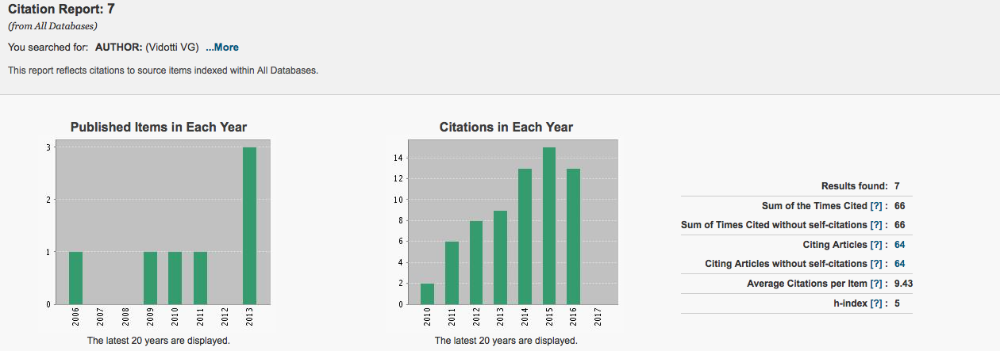 Citation Report: 7
(from All Databases)
You searched for: AUTHOR: (Vidotti VG) ...More
This report reflects citations to source items indexed within All Databases.
Published Items in Each Year
3
2
1
0
2006 2007 2008 2009 2010 2011 2012 2013
The latest 20 years are displayed.
Citations in Each Year
14
12
10
8
6
4
2
0
2010 2011 2012 2013 2014 2015 2016 2017
The latest 20 years are displayed.
Results found: 7
Sum of the Times Cited [?] : 66
Sum of Times Cited without self-citations [?] : 66
Citing Articles [?] : 64
Citing Articles without self-citations [?] : 64
Average Citations per Item [?] : 9.43
h-index [?] : 5